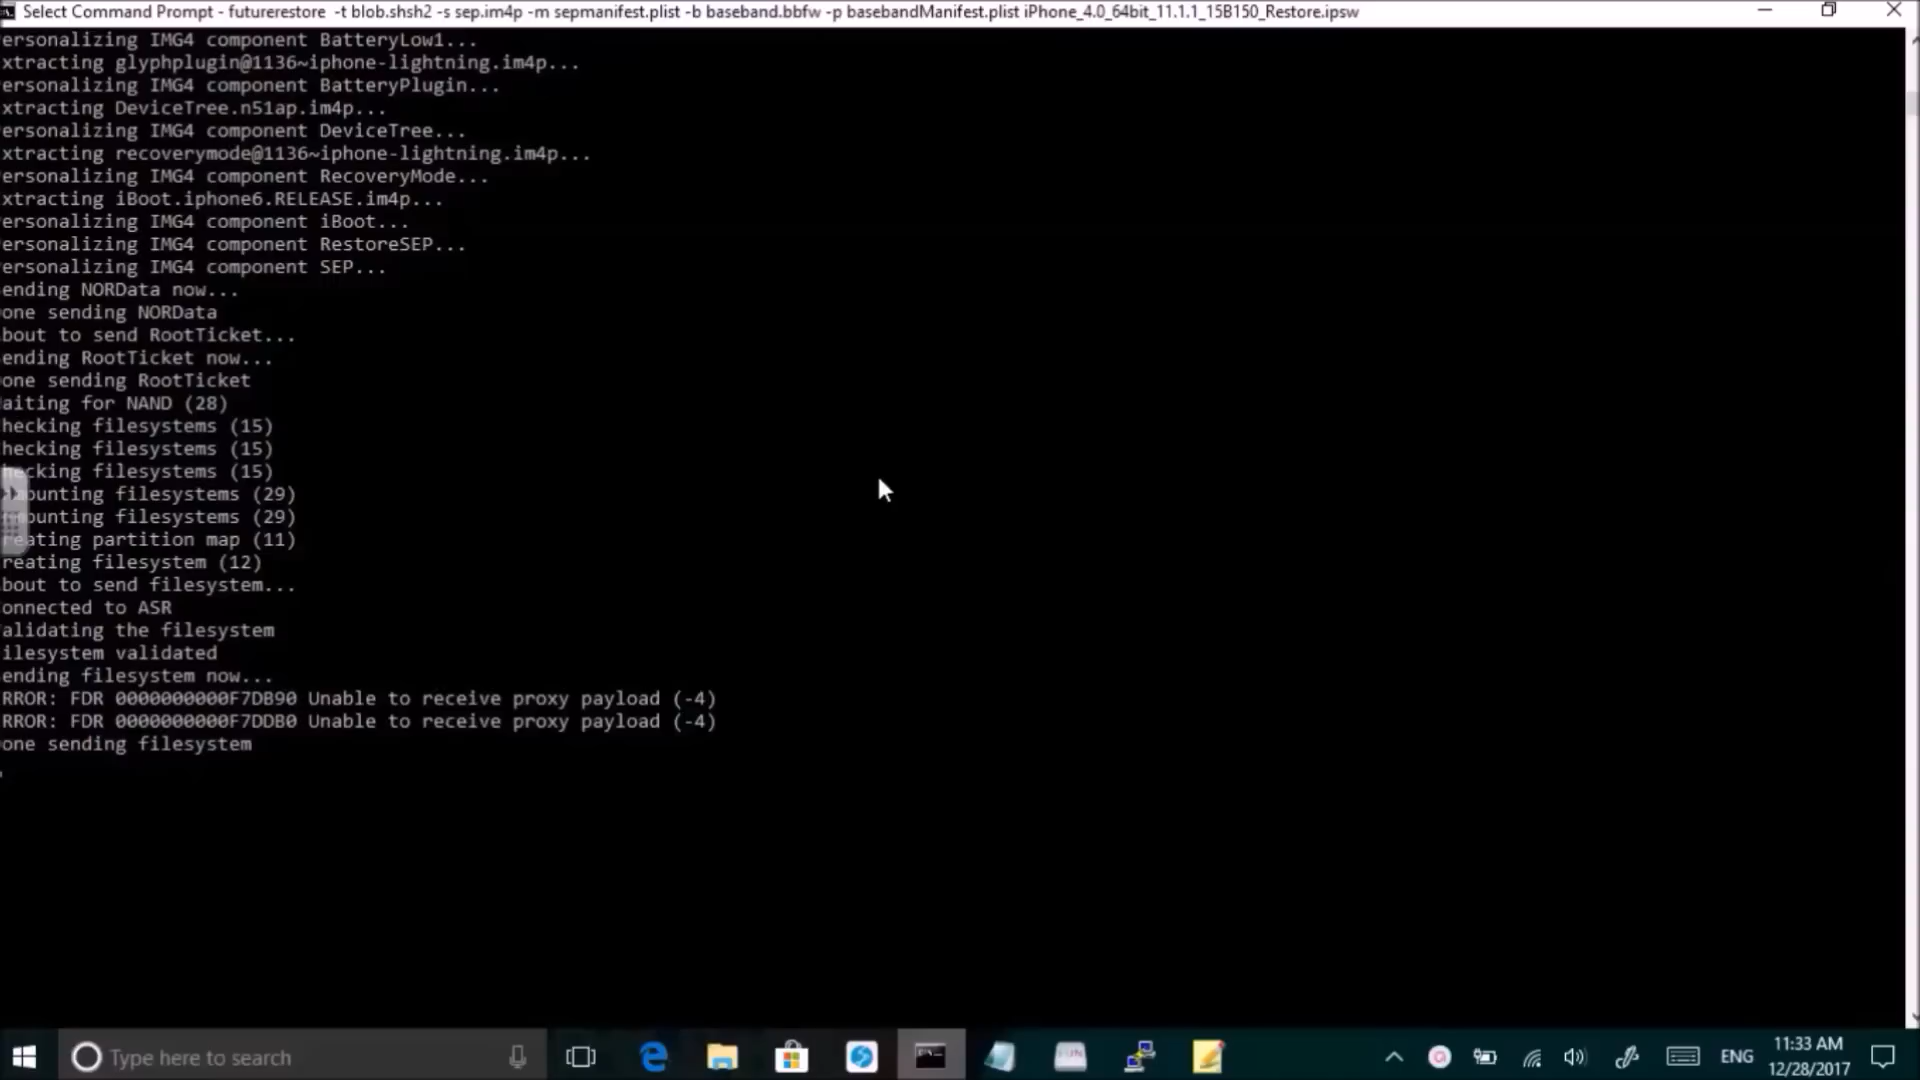 Select Command Prompt - futurerestore -t blob.shsh2 -s sep.im4p -m sepmanifest.plist -b baseband.bbfw -p basebandManifest.plist iPhone_4.0_64bit_11.1.1_15B150_Restore.ipsw
ersonalizing IMG4 component BatteryLow1...
xtracting glyphplugin@1136~iphone-lightning.im4p...
ersonalizing IMG4 component BatteryPlugin...
xtracting DeviceTree.n51ap.im4p...
ersonalizing IMG4 component DeviceTree...
xtracting recoverymode@1136~iphone-lightning.im4p...
ersonalizing IMG4 component RecoveryMode...
xtracting iBoot.iphone6.RELEASE.im4p...
ersonalizing IMG4 component iBoot...
ersonalizing IMG4 component RestoreSEP...
ersonalizing IMG4 component SEP...
ending NORData now...
one sending NORData
bout to send RootTicket...
ending RootTicket now...
one sending RootTicket
aiting for NAND (28)
hecking filesystems (15)
hecking filesystems (15)
hecking filesystems (15)
mounting filesystems (29)
mounting filesystems (29)
reating partition map (11)
reating filesystem (12)
bout to send filesystem...
onnected to ASR
alidating the filesystem
ilesystem validated
ending filesystem now...
RROR: FDR 0000000000F7DB90 Unable to receive proxy payload (-4)
RROR: FDR 0000000000F7DDB0 Unable to receive proxy payload (-4)
one sending filesystem
Type here to search
ENG
11:33 AM
12/28/2017